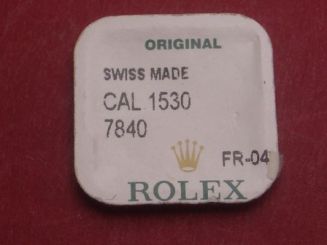 ORIGINAL
SWISS MADE
CAL 1530
7840
FR-04
ROLEX